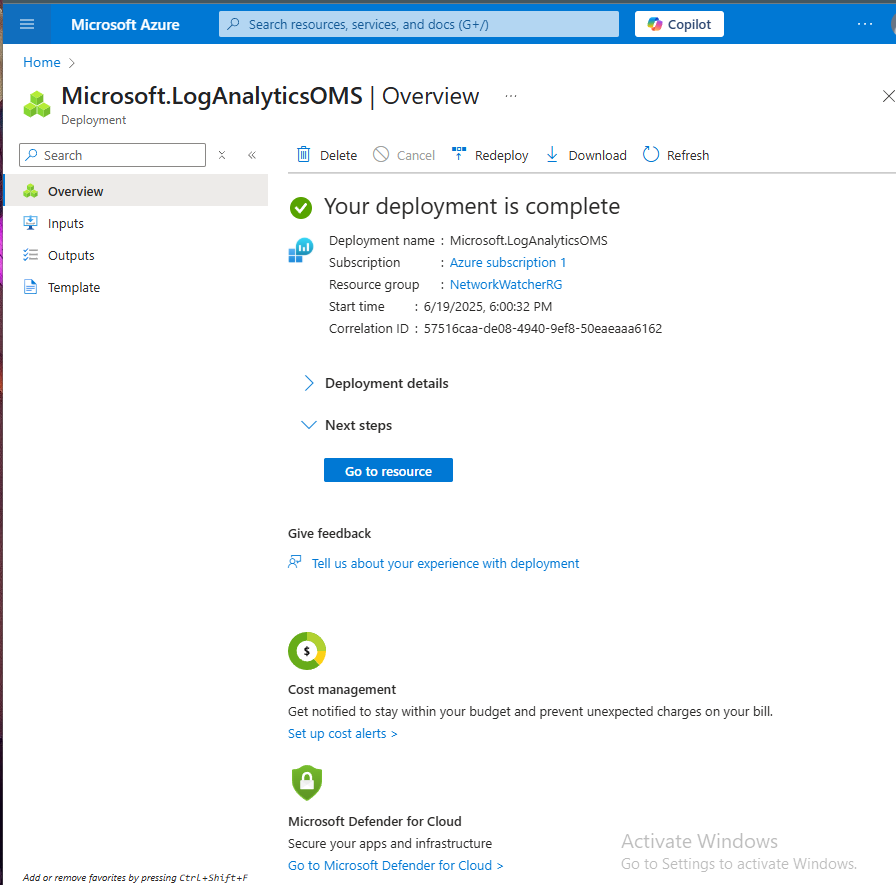 Microsoft Azure
Search resources, services, and docs (G+/)
Copilot
...
Home >
Microsoft.LogAnalyticsOMS | Overview ...
Deployment
Search
Overview
Inputs
Outputs
Template
Delete Cancel Redeploy Download Refresh
Your deployment is complete
Deployment name : Microsoft.LogAnalyticsOMS
Subscription : Azure subscription 1
Resource group : NetworkWatcherRG
Start time : 6/19/2025, 6:00:32 PM
Correlation ID : 57516caa-de08-4940-9ef8-50eaeaaa6162
Deployment details
Next steps
Go to resource
Give feedback
Tell us about your experience with deployment
$
Cost management
Get notified to stay within your budget and prevent unexpected charges on your bill.
Set up cost alerts >
Microsoft Defender for Cloud
Secure your apps and infrastructure
Go to Microsoft Defender for Cloud >
Activate Windows
Go to Settings to activate Windows.
Add or remove favorites by pressing Ctrl+Shift+F